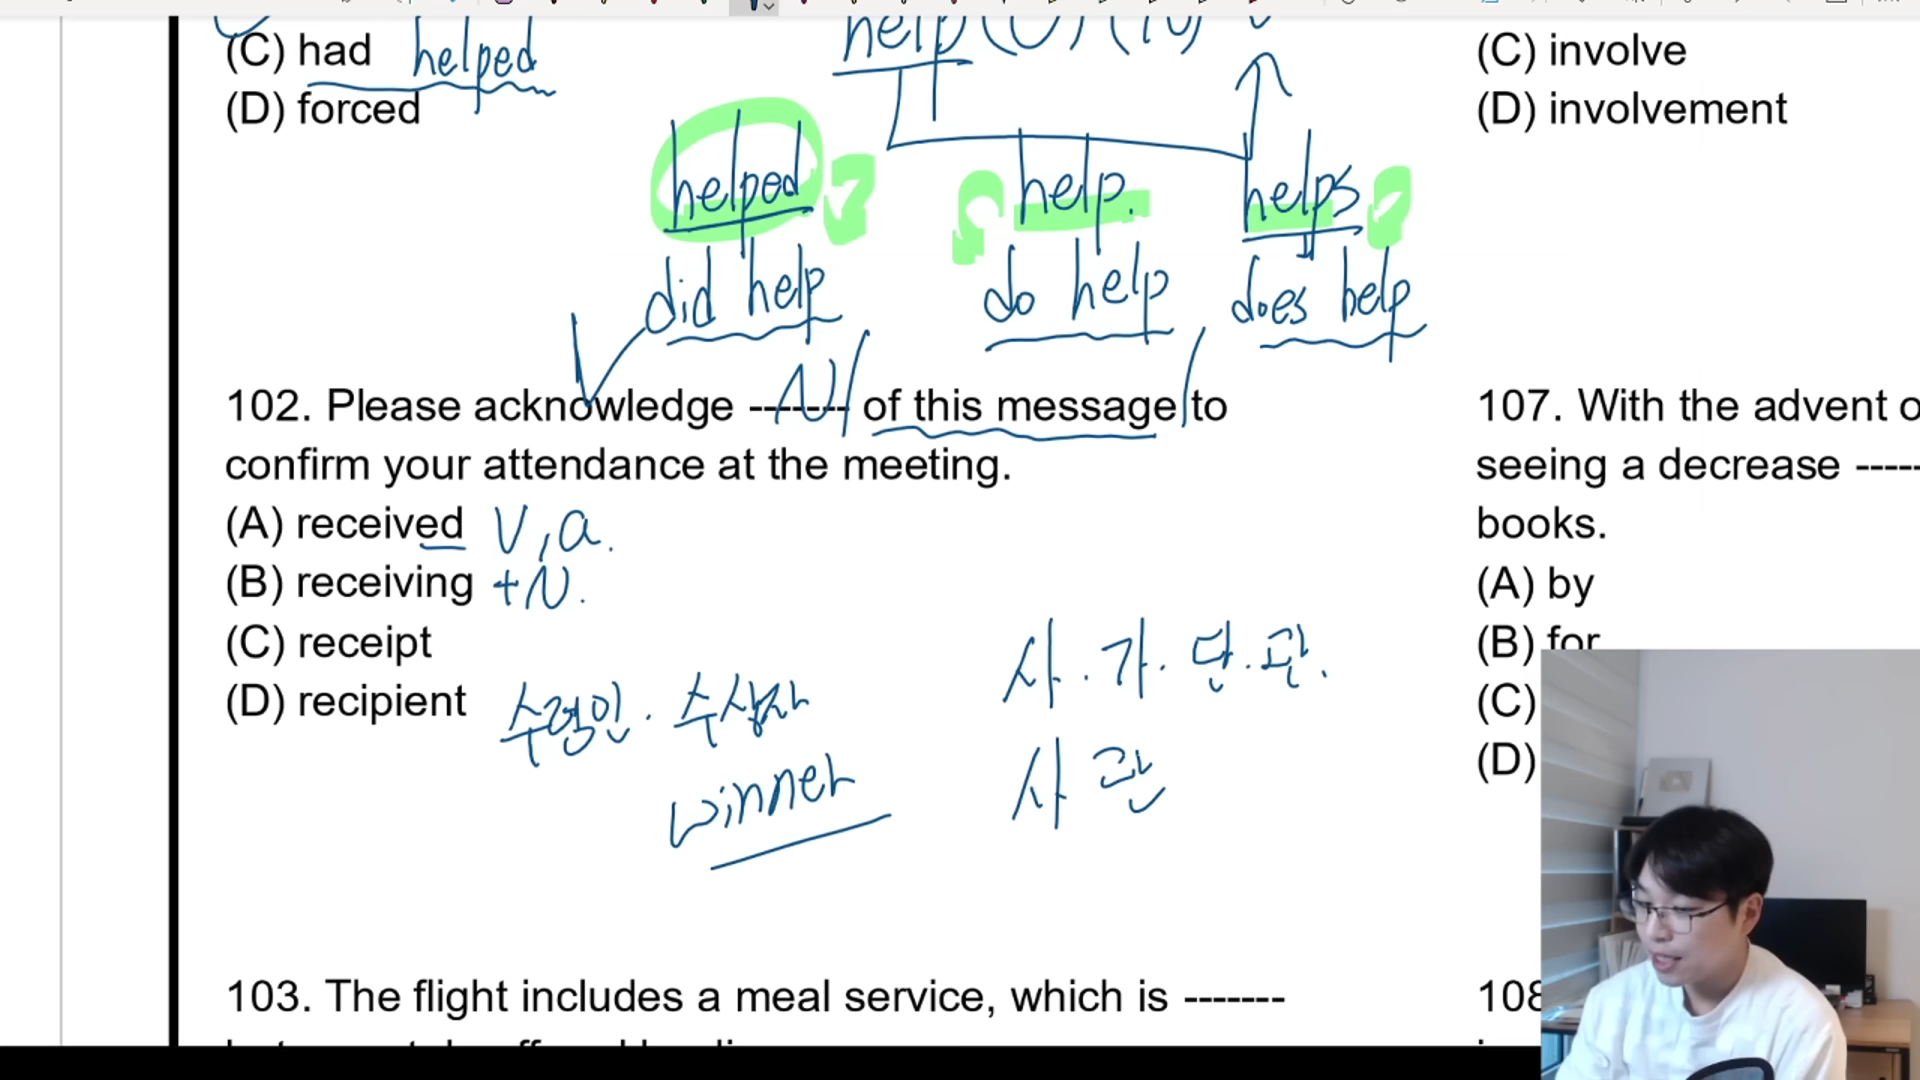 (C) had helped
(D) forced
help
helped
help.
helps
did help
do help
does help
N
102. Please acknowledge ------- of this message to
confirm your attendance at the meeting.
(A) received V, a.
(B) receiving +N.
(C) receipt
(D) recipient 수령인. 수상자
winner
사.가.단.관.
사 관
103. The flight includes a meal service, which is -------
(C) involve
(D) involvement
107. With the advent o
seeing a decrease -----
books.
(A) by
(B) for
(C)
(D)
108